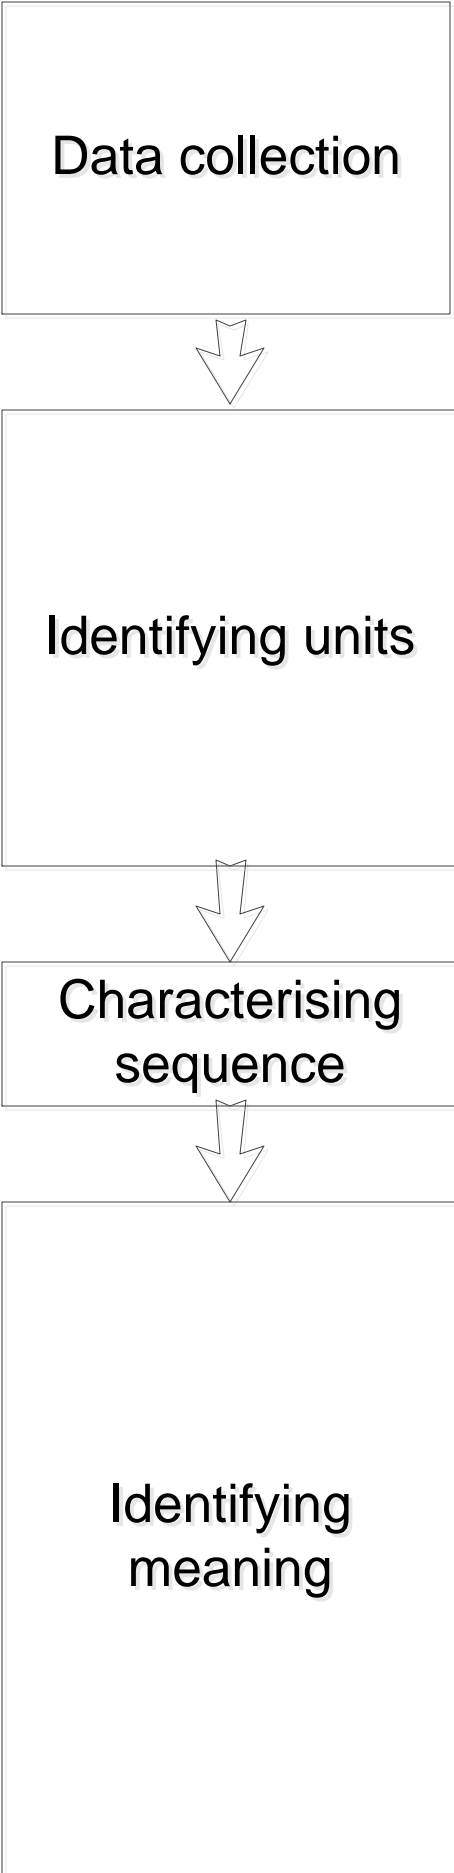 Data collection
Identifying units
Characterising
sequence
Identifying
meaning